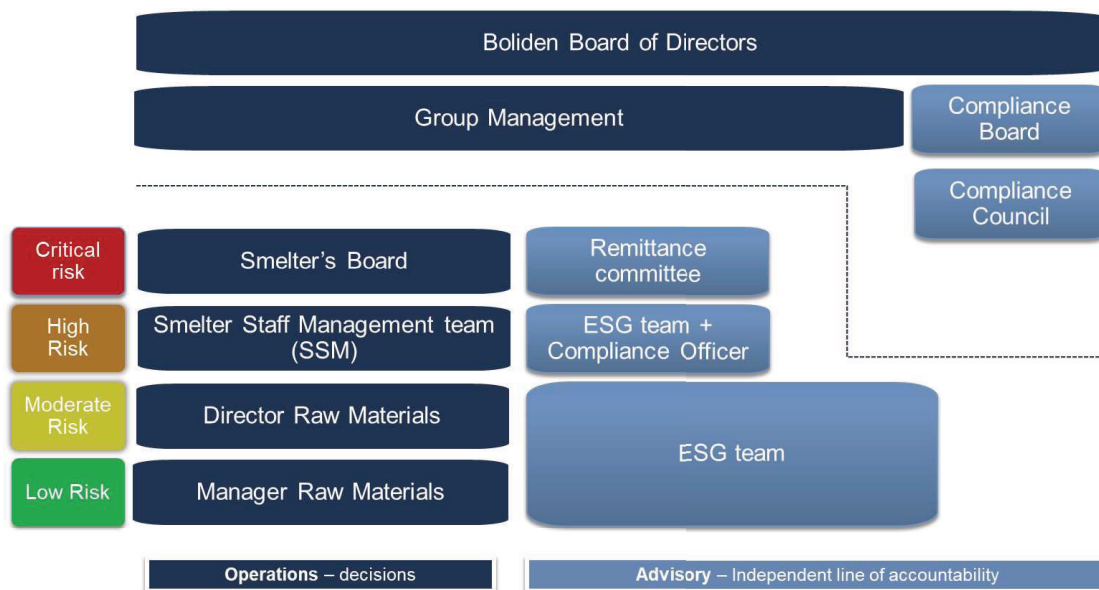 Boliden Board of Directors
Group Management
Compliance
Board
Compliance
Council
Critical
risk
Smelter’s Board
Remittance
committee
High
Risk
Smelter Staff Management team
(SSM)
ESG team +
Compliance Officer
Moderate
Risk
Director Raw Materials
ESG team
Low Risk
Manager Raw Materials
Operations – decisions
Advisory – Independent line of accountability